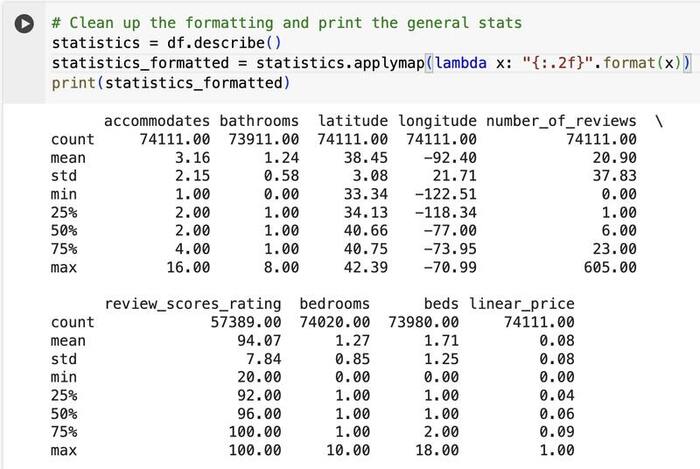 # Clean up the formatting and print the general stats
statistics = df.describe()
statistics_formatted = statistics.applymap(lambda x: "{:.2f}".format(x))
print(statistics_formatted)
accommodates bathrooms latitude longitude number_of_reviews \
count 74111.00 73911.00 74111.00 74111.00 74111.00
mean 3.16 1.24 38.45 -92.40 20.90
std 2.15 0.58 3.08 21.71 37.83
min 1.00 0.00 33.34 -122.51 0.00
25% 2.00 1.00 34.13 -118.34 1.00
50% 2.00 1.00 40.66 -77.00 6.00
75% 4.00 1.00 40.75 -73.95 23.00
max 16.00 8.00 42.39 -70.99 605.00
review_scores_rating bedrooms beds linear_price
count 57389.00 74020.00 73980.00 74111.00
mean 94.07 1.27 1.71 0.08
std 7.84 0.85 1.25 0.08
min 20.00 0.00 0.00 0.00
25% 92.00 1.00 1.00 0.04
50% 96.00 1.00 1.00 0.06
75% 100.00 1.00 2.00 0.09
max 100.00 10.00 18.00 1.00